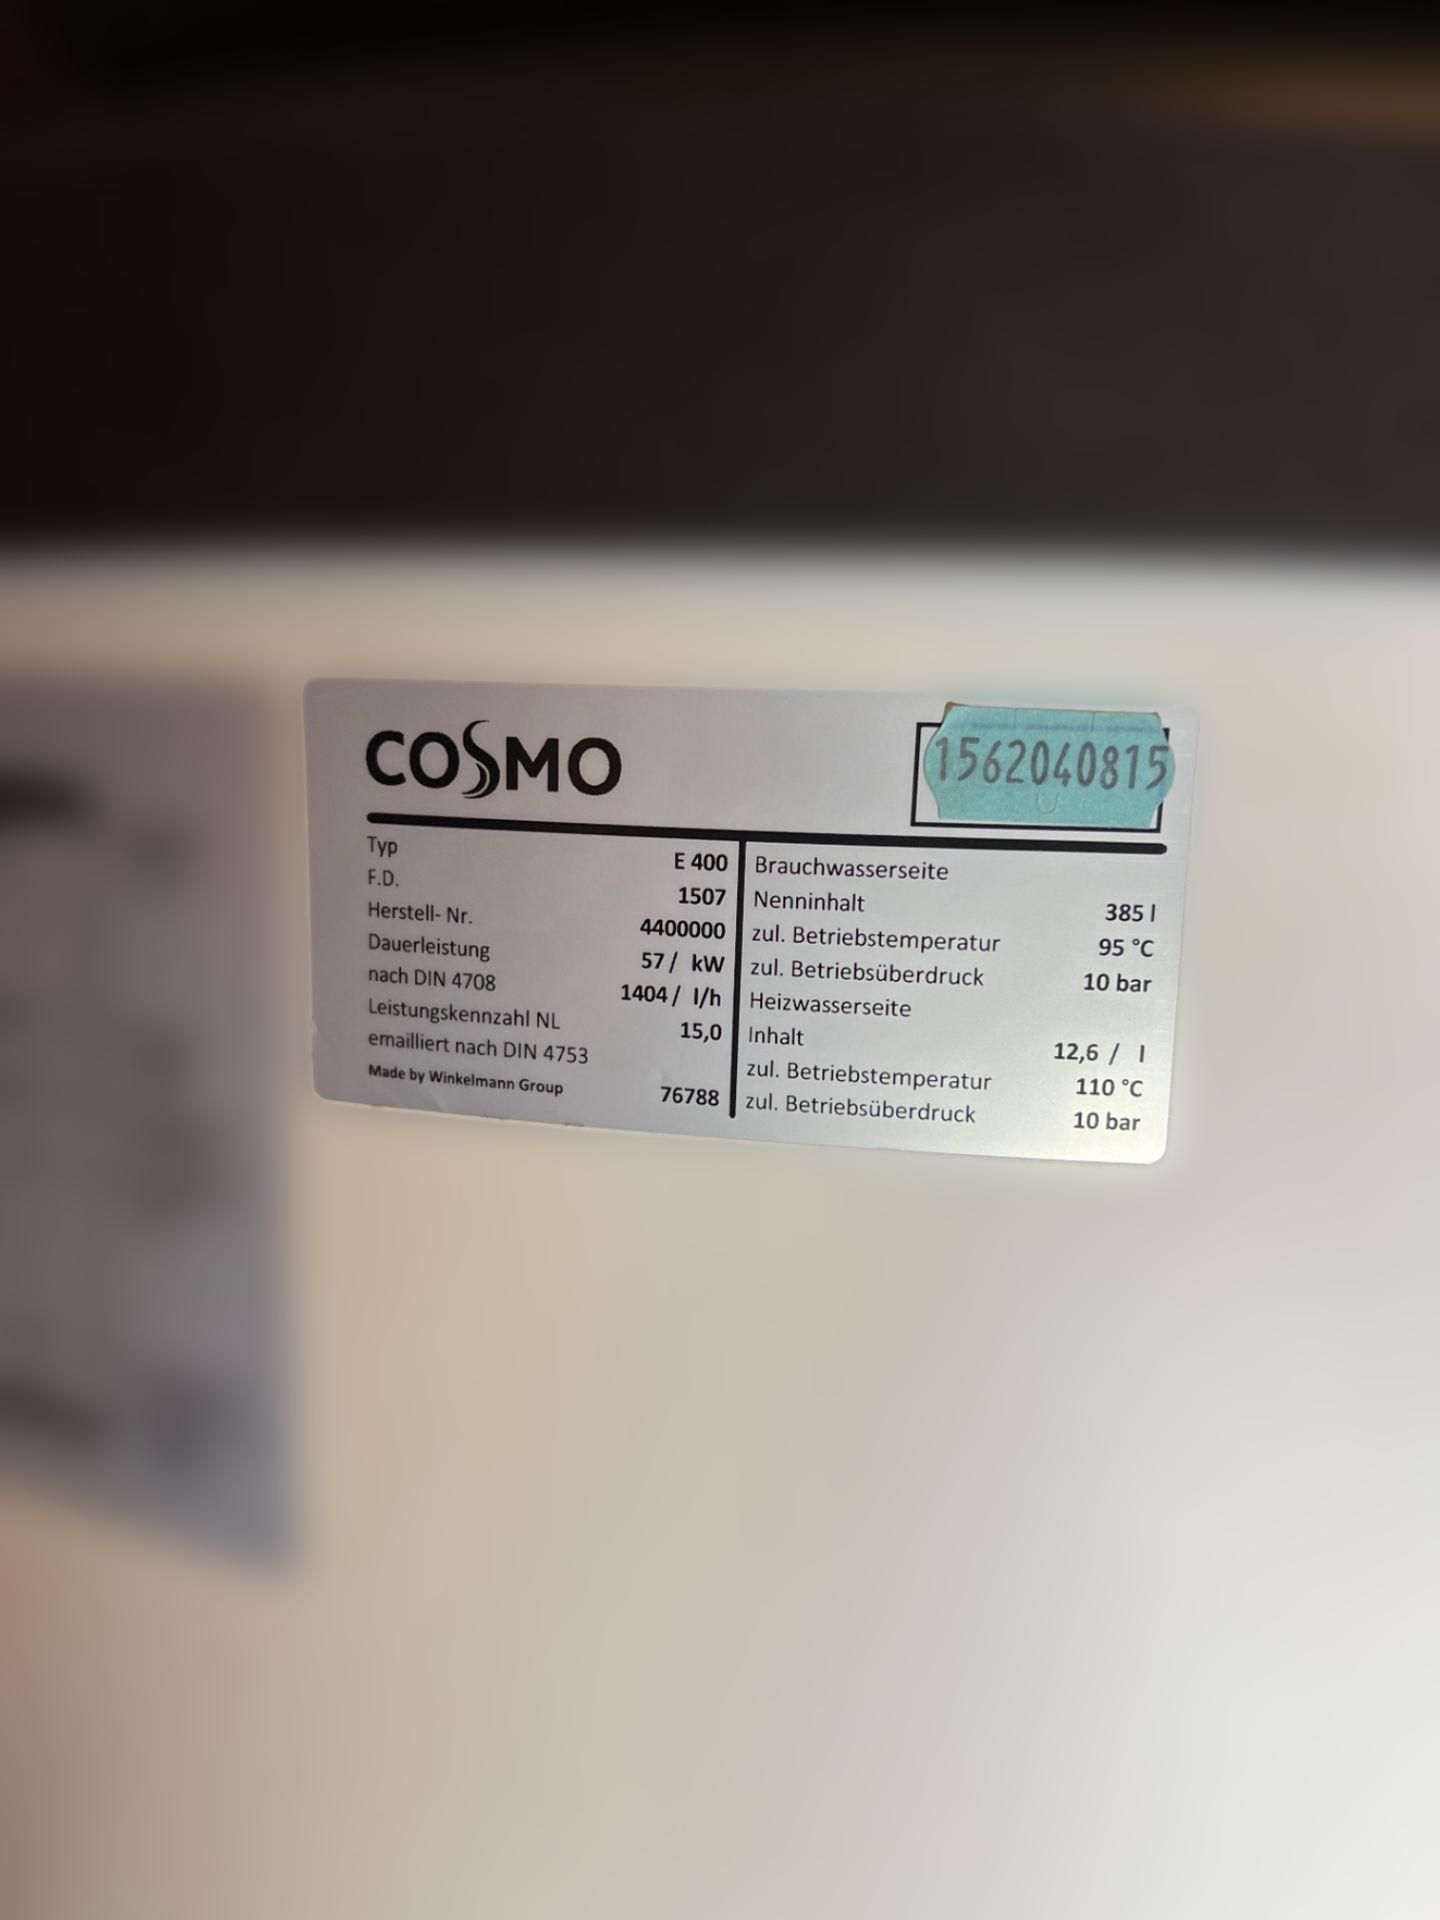 COSMO
1562040815
Typ E 400
F.D. 1507
Herstell- Nr. 4400000
Dauerleistung 57 / kW
nach DIN 4708 1404 / l/h
Leistungskennzahl NL 15,0
emailliert nach DIN 4753
Made by Winkelmann Group 76788
Brauchwasserseite
Nenninhalt 385 l
zul. Betriebstemperatur 95 °C
zul. Betriebsüberdruck 10 bar
Heizwasserseite
Inhalt 12,6 / l
zul. Betriebstemperatur 110 °C
zul. Betriebsüberdruck 10 bar